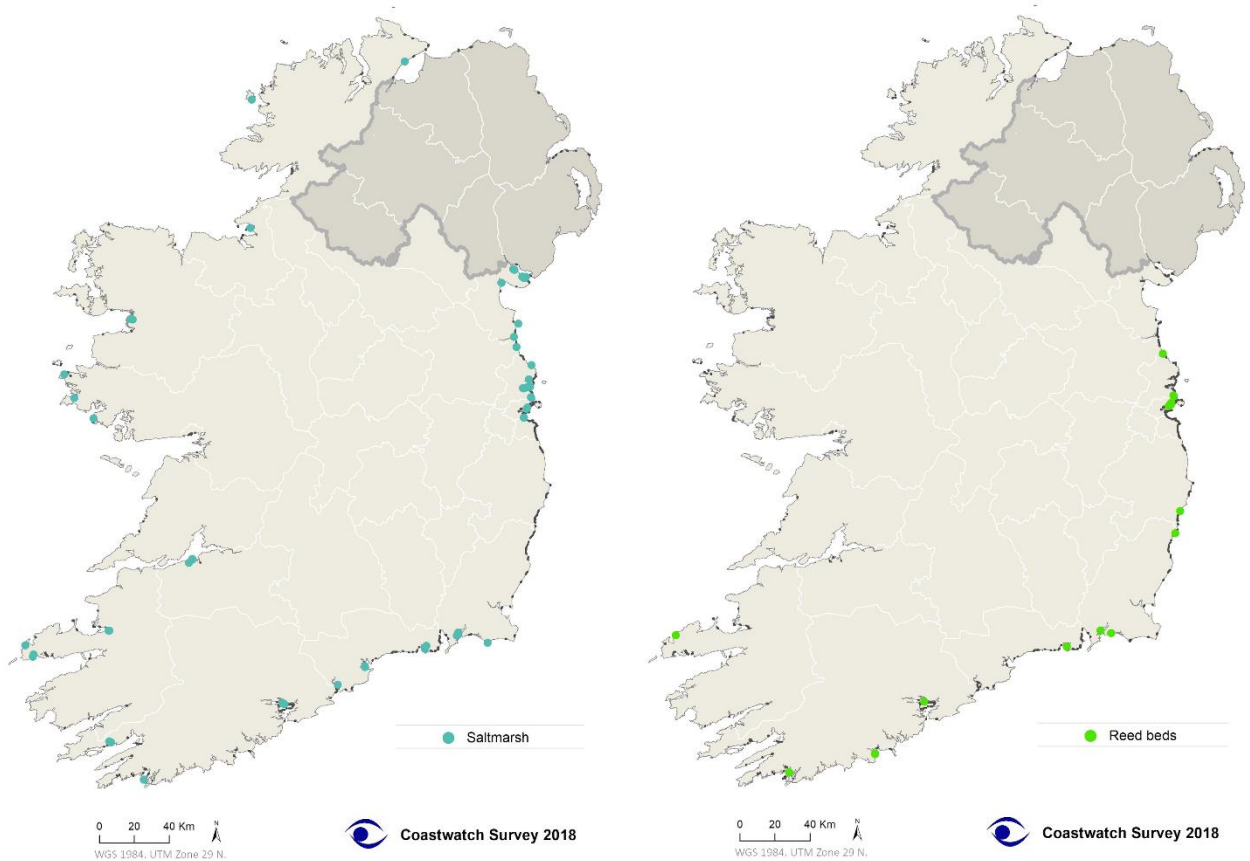 Saltmarsh
0 20 40 Km
N
WGS 1984, UTM Zone 29 N.
Coastwatch Survey 2018
Reed beds
0 20 40 Km
N
WGS 1984, UTM Zone 29 N.
Coastwatch Survey 2018